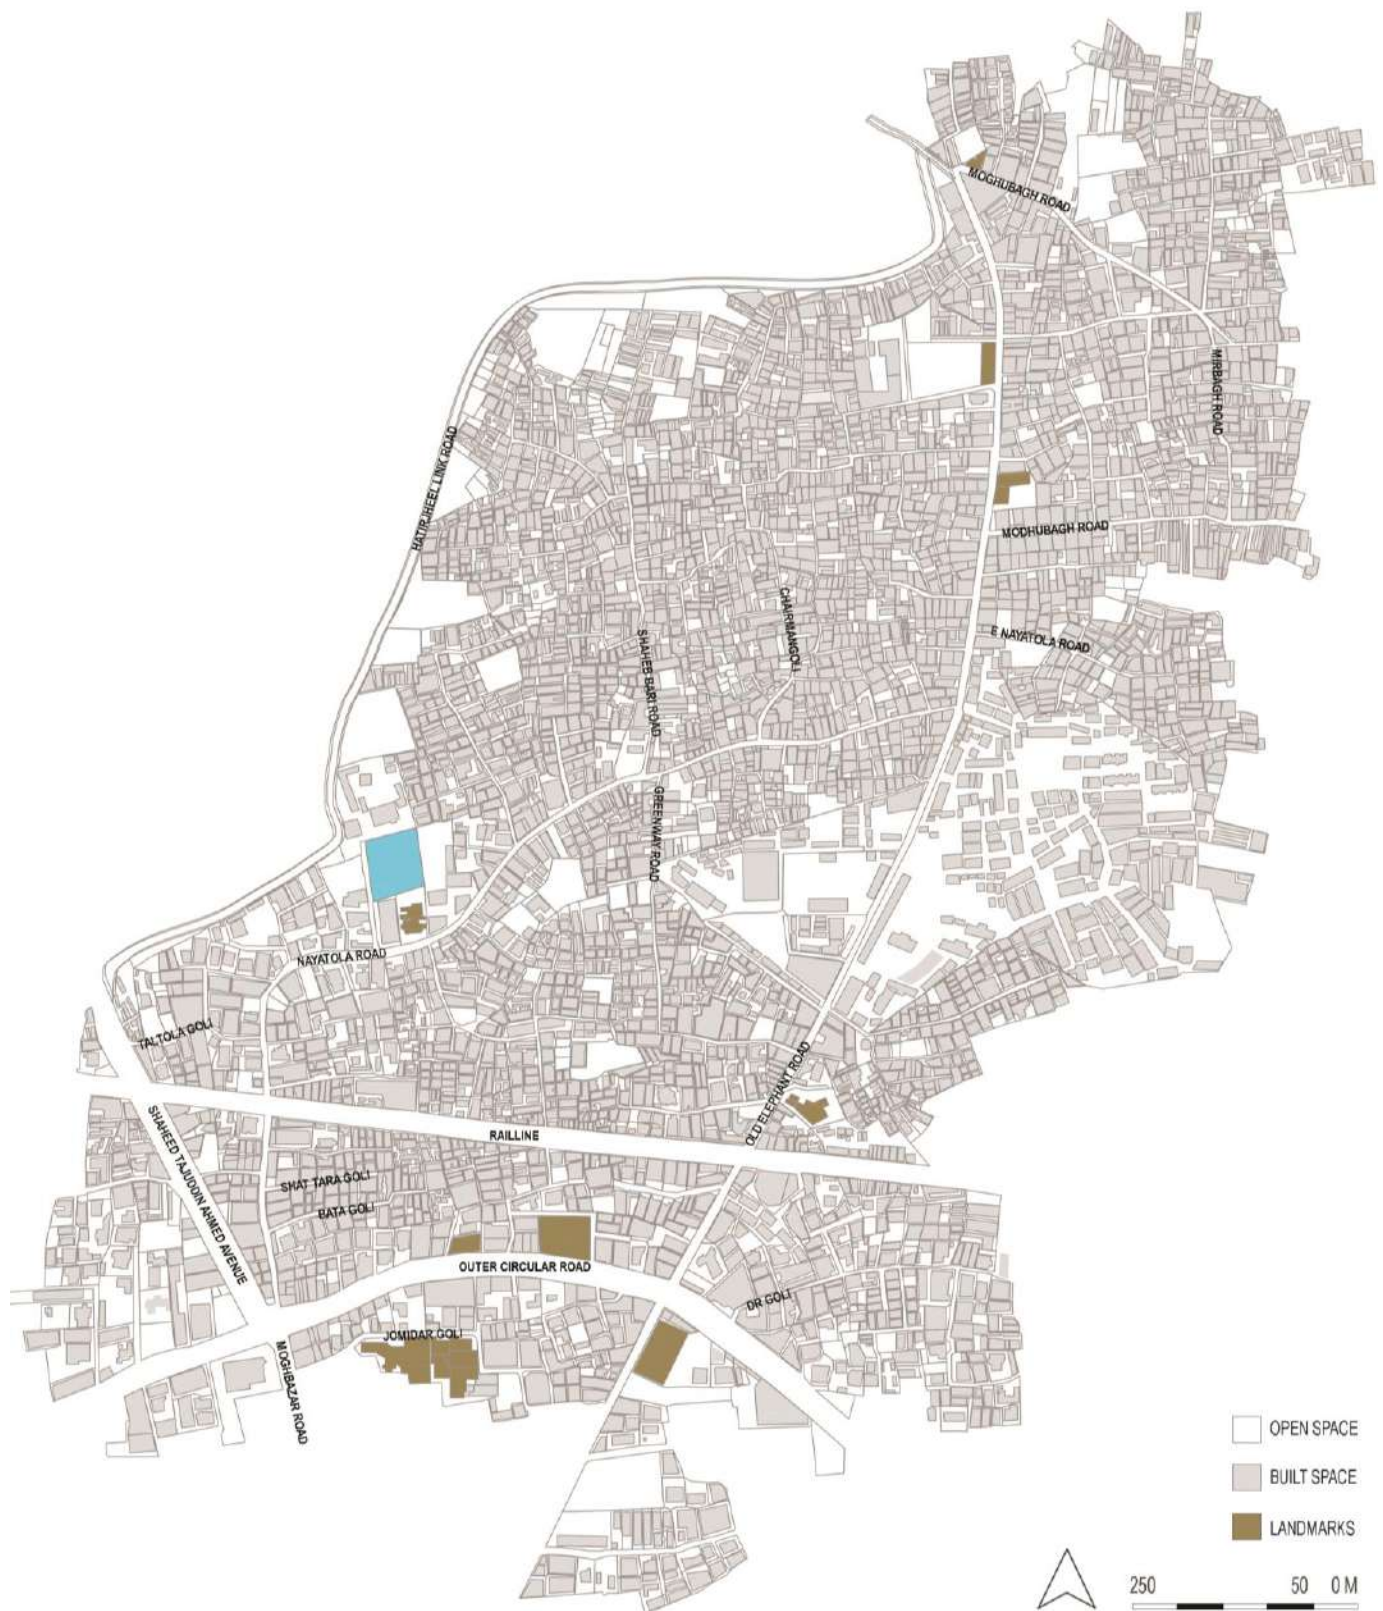 MOGHUBAGH ROAD
MIRBAGH ROAD
HATIRJHEEL LINK ROAD
MODHUBAGH ROAD
CHAIRMANGOLI
E NAYATOLA ROAD
SHAHEB BARI ROAD
GREENWAY ROAD
NAYATOLA ROAD
TALTOLA GOLI
OLD ELEPHANT ROAD
RAILLINE
SHAHEED TAJUDDIN AHMED AVENUE
SHAT TARA GOLI
BATA GOLI
OUTER CIRCULAR ROAD
DR GOLI
JOMIDAR GOLI
MOGHBAZAR ROAD
OPEN SPACE
BUILT SPACE
LANDMARKS
250 50 0 M